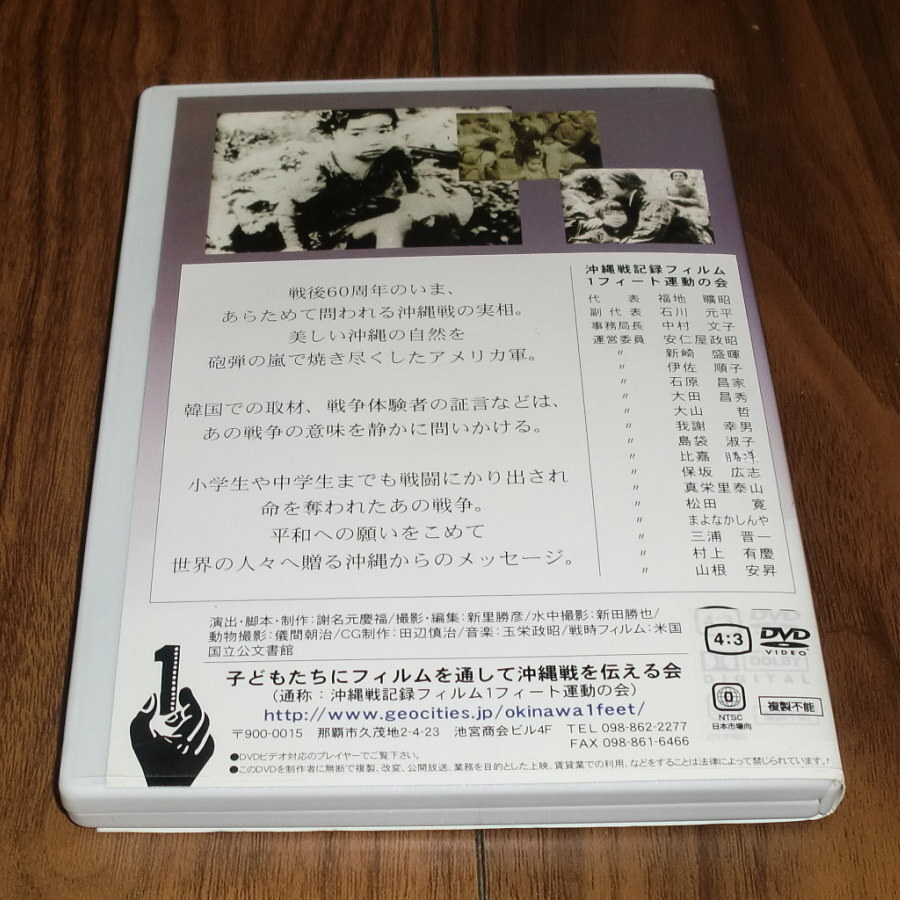 戦後60周年のいま、
あらためて問われる沖縄戦の実相。
美しい沖縄の自然を
砲弾の嵐で焼き尽くしたアメリカ軍。
韓国での取材、戦争体験者の証言などは、
あの戦争の意味を静かに問いかける。
小学生や中学生までも戦闘にかり出され
命を奪われたあの戦争。
平和への願いをこめて
世界の人々へ贈る沖縄からのメッセージ。
沖縄戦記録フィルム
1フィート運動の会
代　表　福地　曠昭
副代表　石川　元平
事務局長　中村　文子
運営委員　安仁屋政昭
〃　新崎　盛暉
〃　伊佐　順子
〃　石原　昌家
〃　大田　昌秀
〃　大山　哲
〃　我謝　幸男
〃　島袋　淑子
〃　比嘉　勝洋
〃　保坂　広志
〃　真栄里泰山
〃　松田　寛
〃　まよなかしんや
〃　三浦　晋一
〃　村上　有慶
〃　山根　安昇
演出・脚本・制作：謝名元慶福/撮影・編集：新里勝彦/水中撮影：新田勝也/
動物撮影：儀間朝治/CG制作：田辺慎治/音楽：玉栄政昭/戦時フィルム：米国
国立公文書館
1
子どもたちにフィルムを通して沖縄戦を伝える会
（通称：沖縄戦記録フィルム1フィート運動の会）
http://www.geocities.jp/okinawa1feet/
〒900-0015　那覇市久茂地2-4-23　池宮商会ビル4F　TEL 098-862-2277
FAX 098-861-6466
●DVDビデオ対応のプレイヤーでご覧下さい。
●このDVDを制作者に無断で複製、改変、公開放送、業務を目的とした上映、賃貸業での利用、などをすることは法律によって禁じられています。
4:3
DVD
VIDEO
DOLBY
DIGITAL
NTSC
日本市場向
複製不能